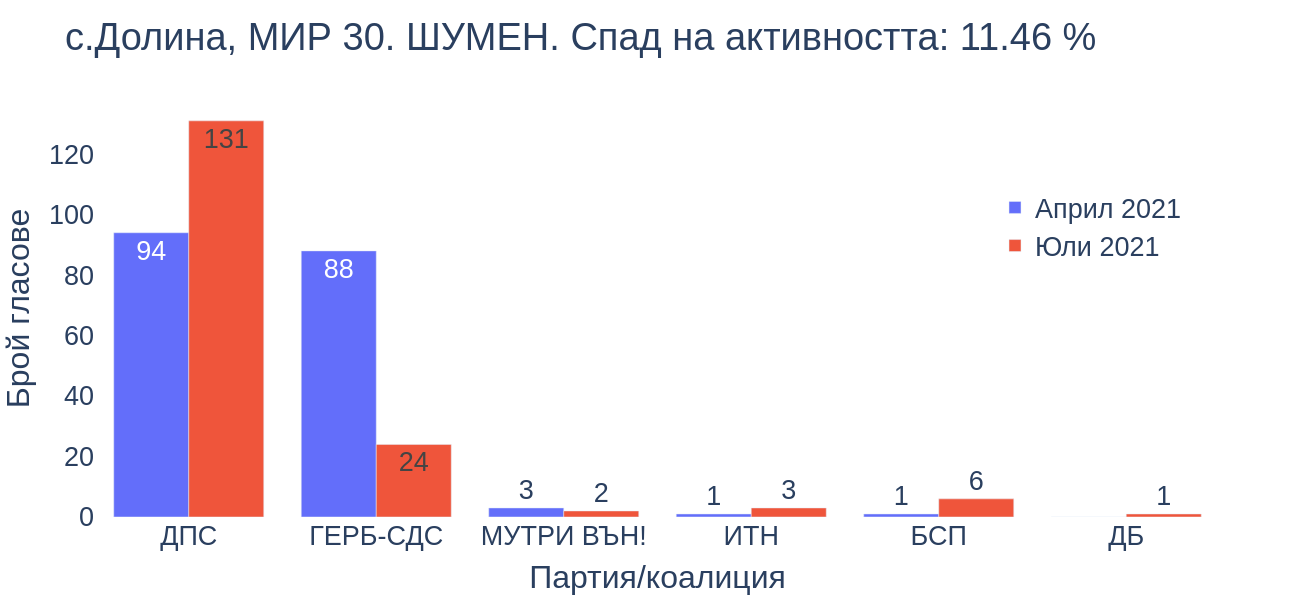 с.Долина, МИР 30. ШУМЕН. Спад на активността: 11.46 %
Брой гласове
120
100
80
60
40
20
0
94
131
88
24
3
2
1
3
1
6
1
Април 2021
Юли 2021
ДПС
ГЕРБ-СДС
МУТРИ ВЪН!
ИТН
БСП
ДБ
Партия/коалиция